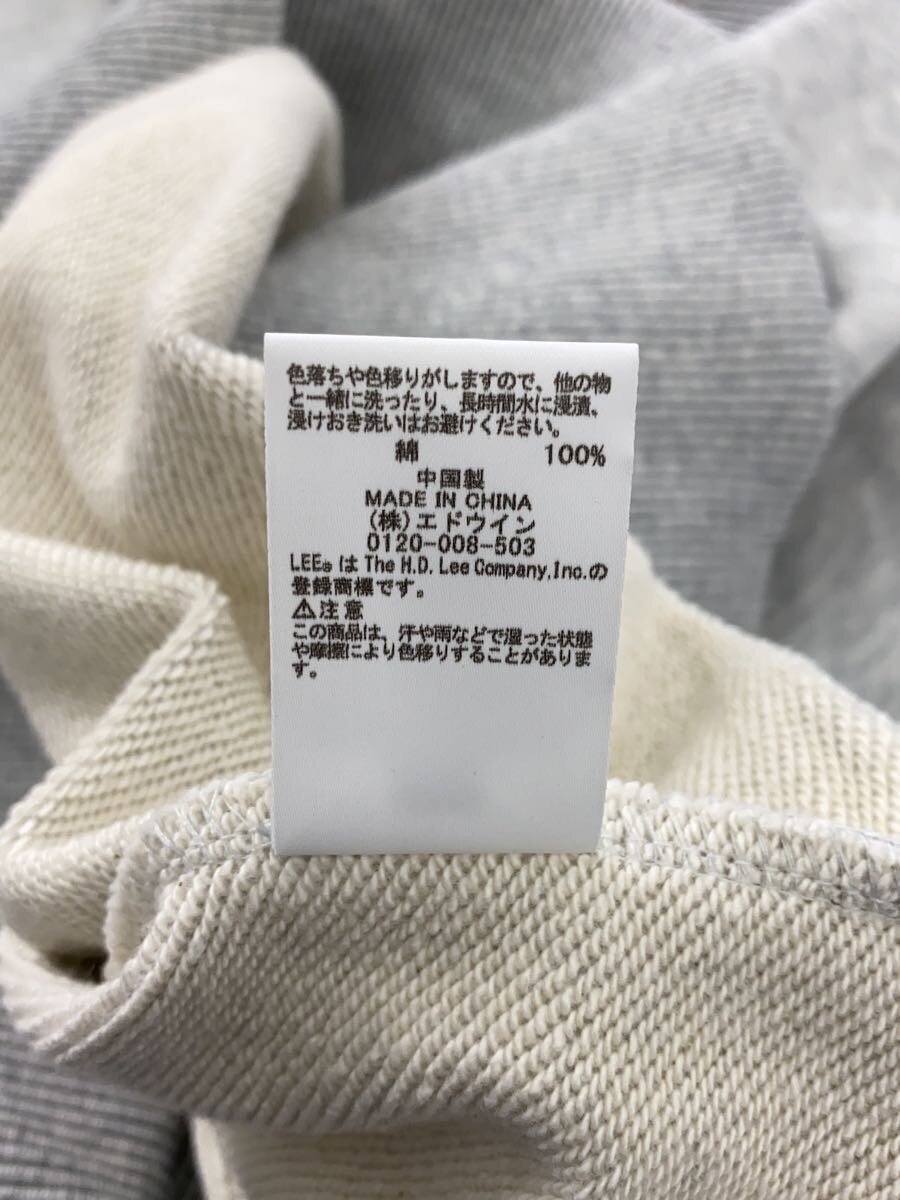 色落ちや色移りがしますので、他の物
と一緒に洗ったり、長時間水に浸漬、
浸けおき洗いはお避けください。
綿 100%
中国製
MADE IN CHINA
(株)エドウイン
0120-008-503
LEE® は The H.D. Lee Company,Inc.の
登録商標です。
⚠注意
この商品は、汗や雨などで湿った状態
や摩擦により色移りすることがありま
す。